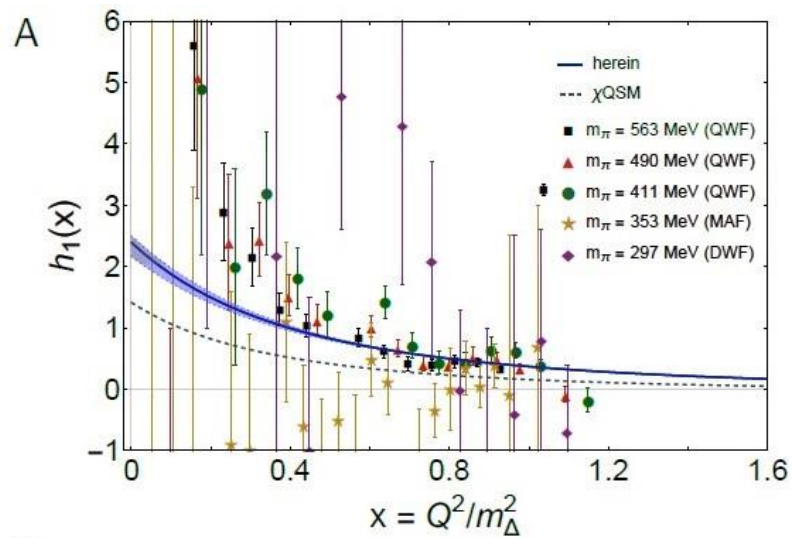 A
6
5
4
3
2
1
0
−1
h₁(x)
herein
χQSM
mπ = 563 MeV (QWF)
mπ = 490 MeV (QWF)
mπ = 411 MeV (QWF)
mπ = 353 MeV (MAF)
mπ = 297 MeV (DWF)
0 0.4 0.8 1.2 1.6
x = Q²/m²Δ